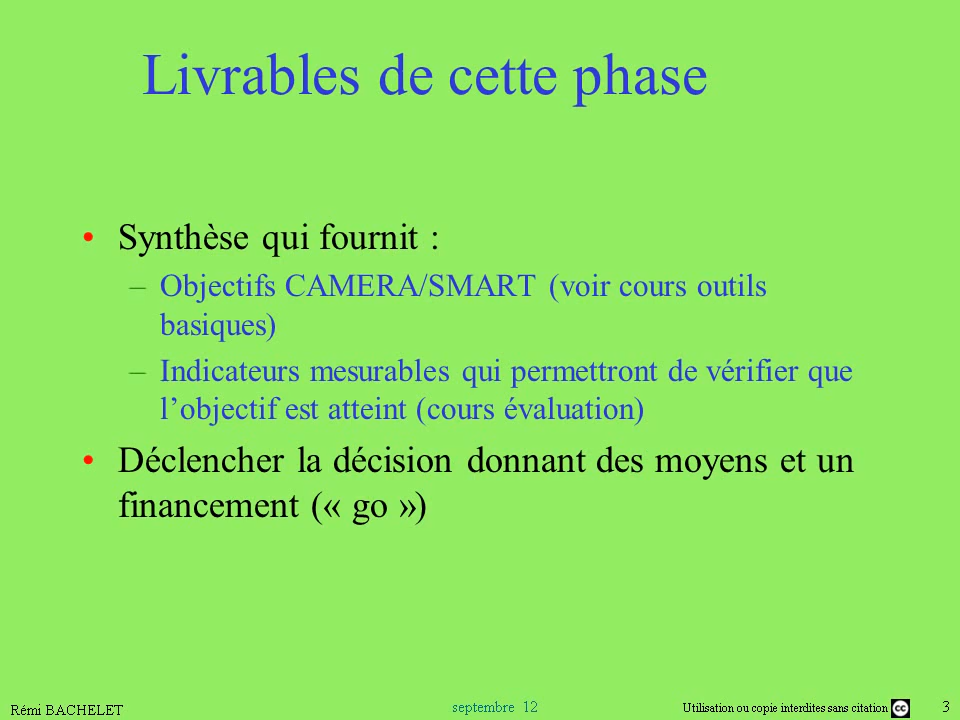 Livrables de cette phase
• Synthèse qui fournit :
– Objectifs CAMERA/SMART (voir cours outils
basiques)
– Indicateurs mesurables qui permettront de vérifier que
l’objectif est atteint (cours évaluation)
• Déclencher la décision donnant des moyens et un
financement (« go »)
Rémi BACHELET
septembre 12
Utilisation ou copie interdites sans citation
cc
3